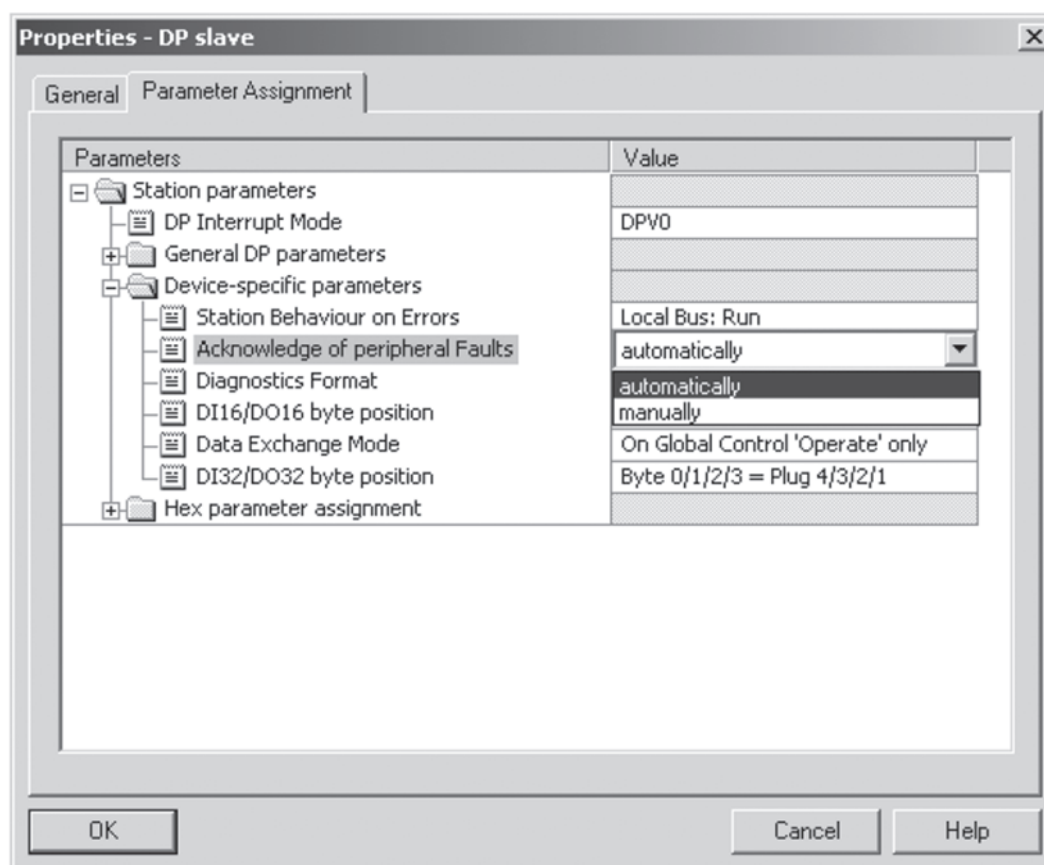 Properties - DP slave
General Parameter Assignment
Parameters Value
Station parameters
DP Interrupt Mode DPV0
General DP parameters
Device-specific parameters
Station Behaviour on Errors Local Bus: Run
Acknowledge of peripheral Faults automatically
Diagnostics Format automatically
DI16/DO16 byte position manually
Data Exchange Mode On Global Control 'Operate' only
DI32/DO32 byte position Byte 0/1/2/3 = Plug 4/3/2/1
Hex parameter assignment
OK Cancel Help